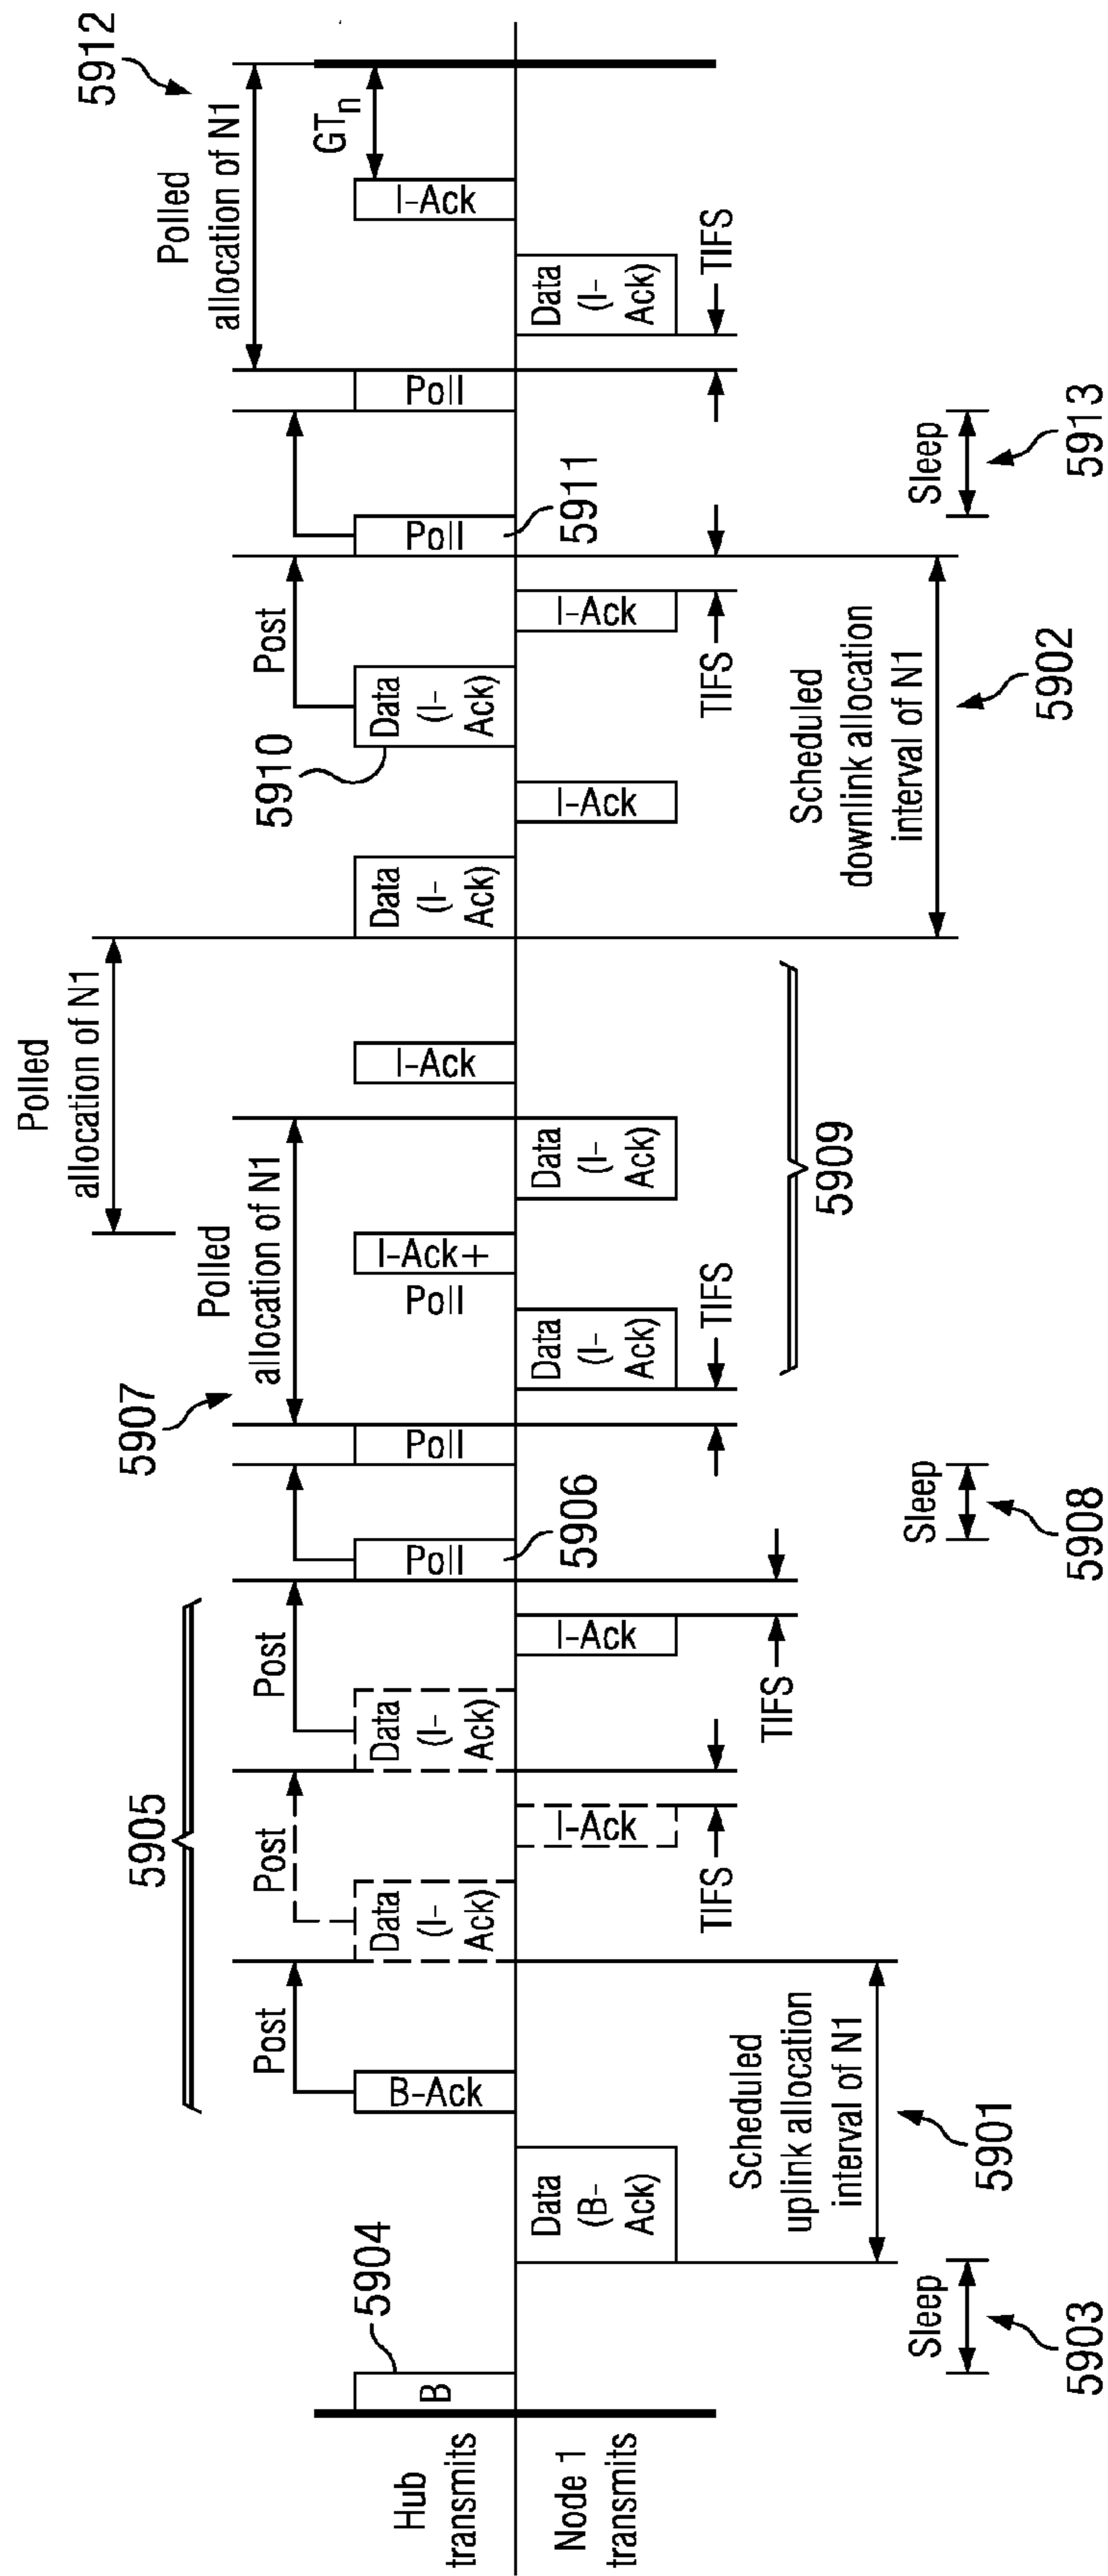 Hub
transmits
Node 1
transmits
B
5904
Sleep
5903
Data
(B-
Ack)
Scheduled
uplink allocation
interval of N1
5901
B-Ack
Post
5905
Data
(I-
Ack)
Post
I-Ack
TIFS
Data
(I-
Ack)
Post
I-Ack
TIFS
Poll
5906
Sleep
5908
Poll
5907
Polled
allocation of N1
TIFS
Data
(I-
Ack)
I-Ack+
Poll
Data
(I-
Ack)
5909
Polled
allocation of N1
I-Ack
Data
(I-
Ack)
I-Ack
5910
Data
(I-
Ack)
Post
I-Ack
TIFS
Scheduled
downlink allocation
interval of N1
5902
Poll
5911
Sleep
5913
Poll
TIFS
Data
(I-
Ack)
I-Ack
GTn
Polled
allocation of N1
5912